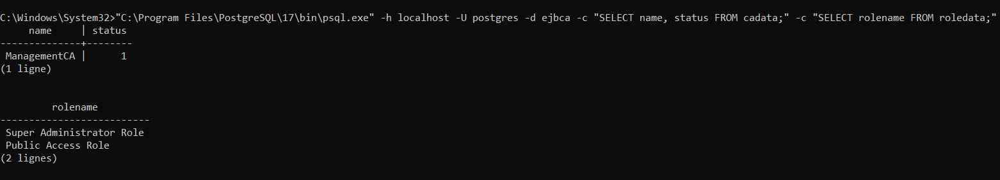 C:\Windows\System32>"C:\Program Files\PostgreSQL\17\bin\psql.exe" -h localhost -U postgres -d ejbca -c "SELECT name, status FROM cadata;" -c "SELECT rolename FROM roledata;"
     name     | status
--------------+--------
 ManagementCA |      1
(1 ligne)


         rolename
--------------------------
 Super Administrator Role
 Public Access Role
(2 lignes)